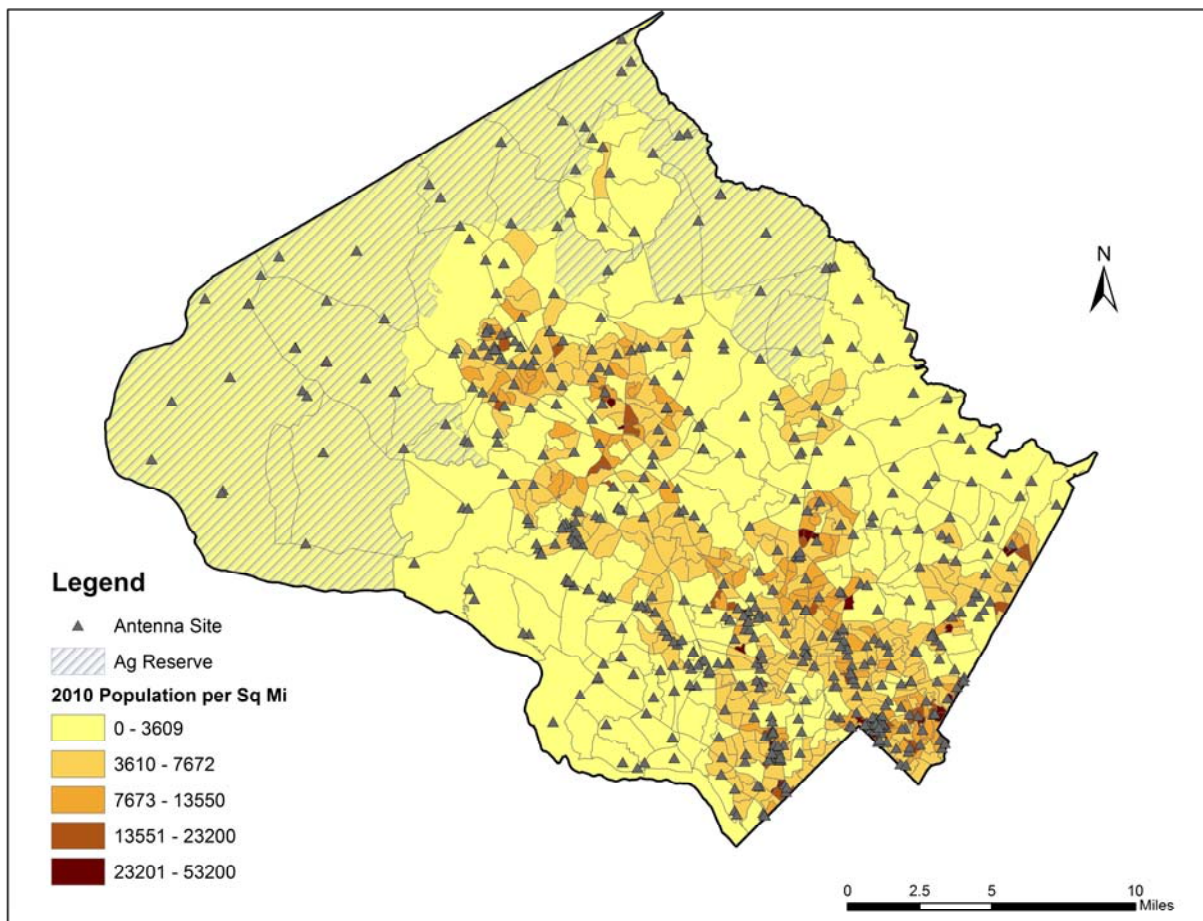 N
Legend
Antenna Site
Ag Reserve
2010 Population per Sq Mi
0 - 3609
3610 - 7672
7673 - 13550
13551 - 23200
23201 - 53200
0 2.5 5 10
Miles